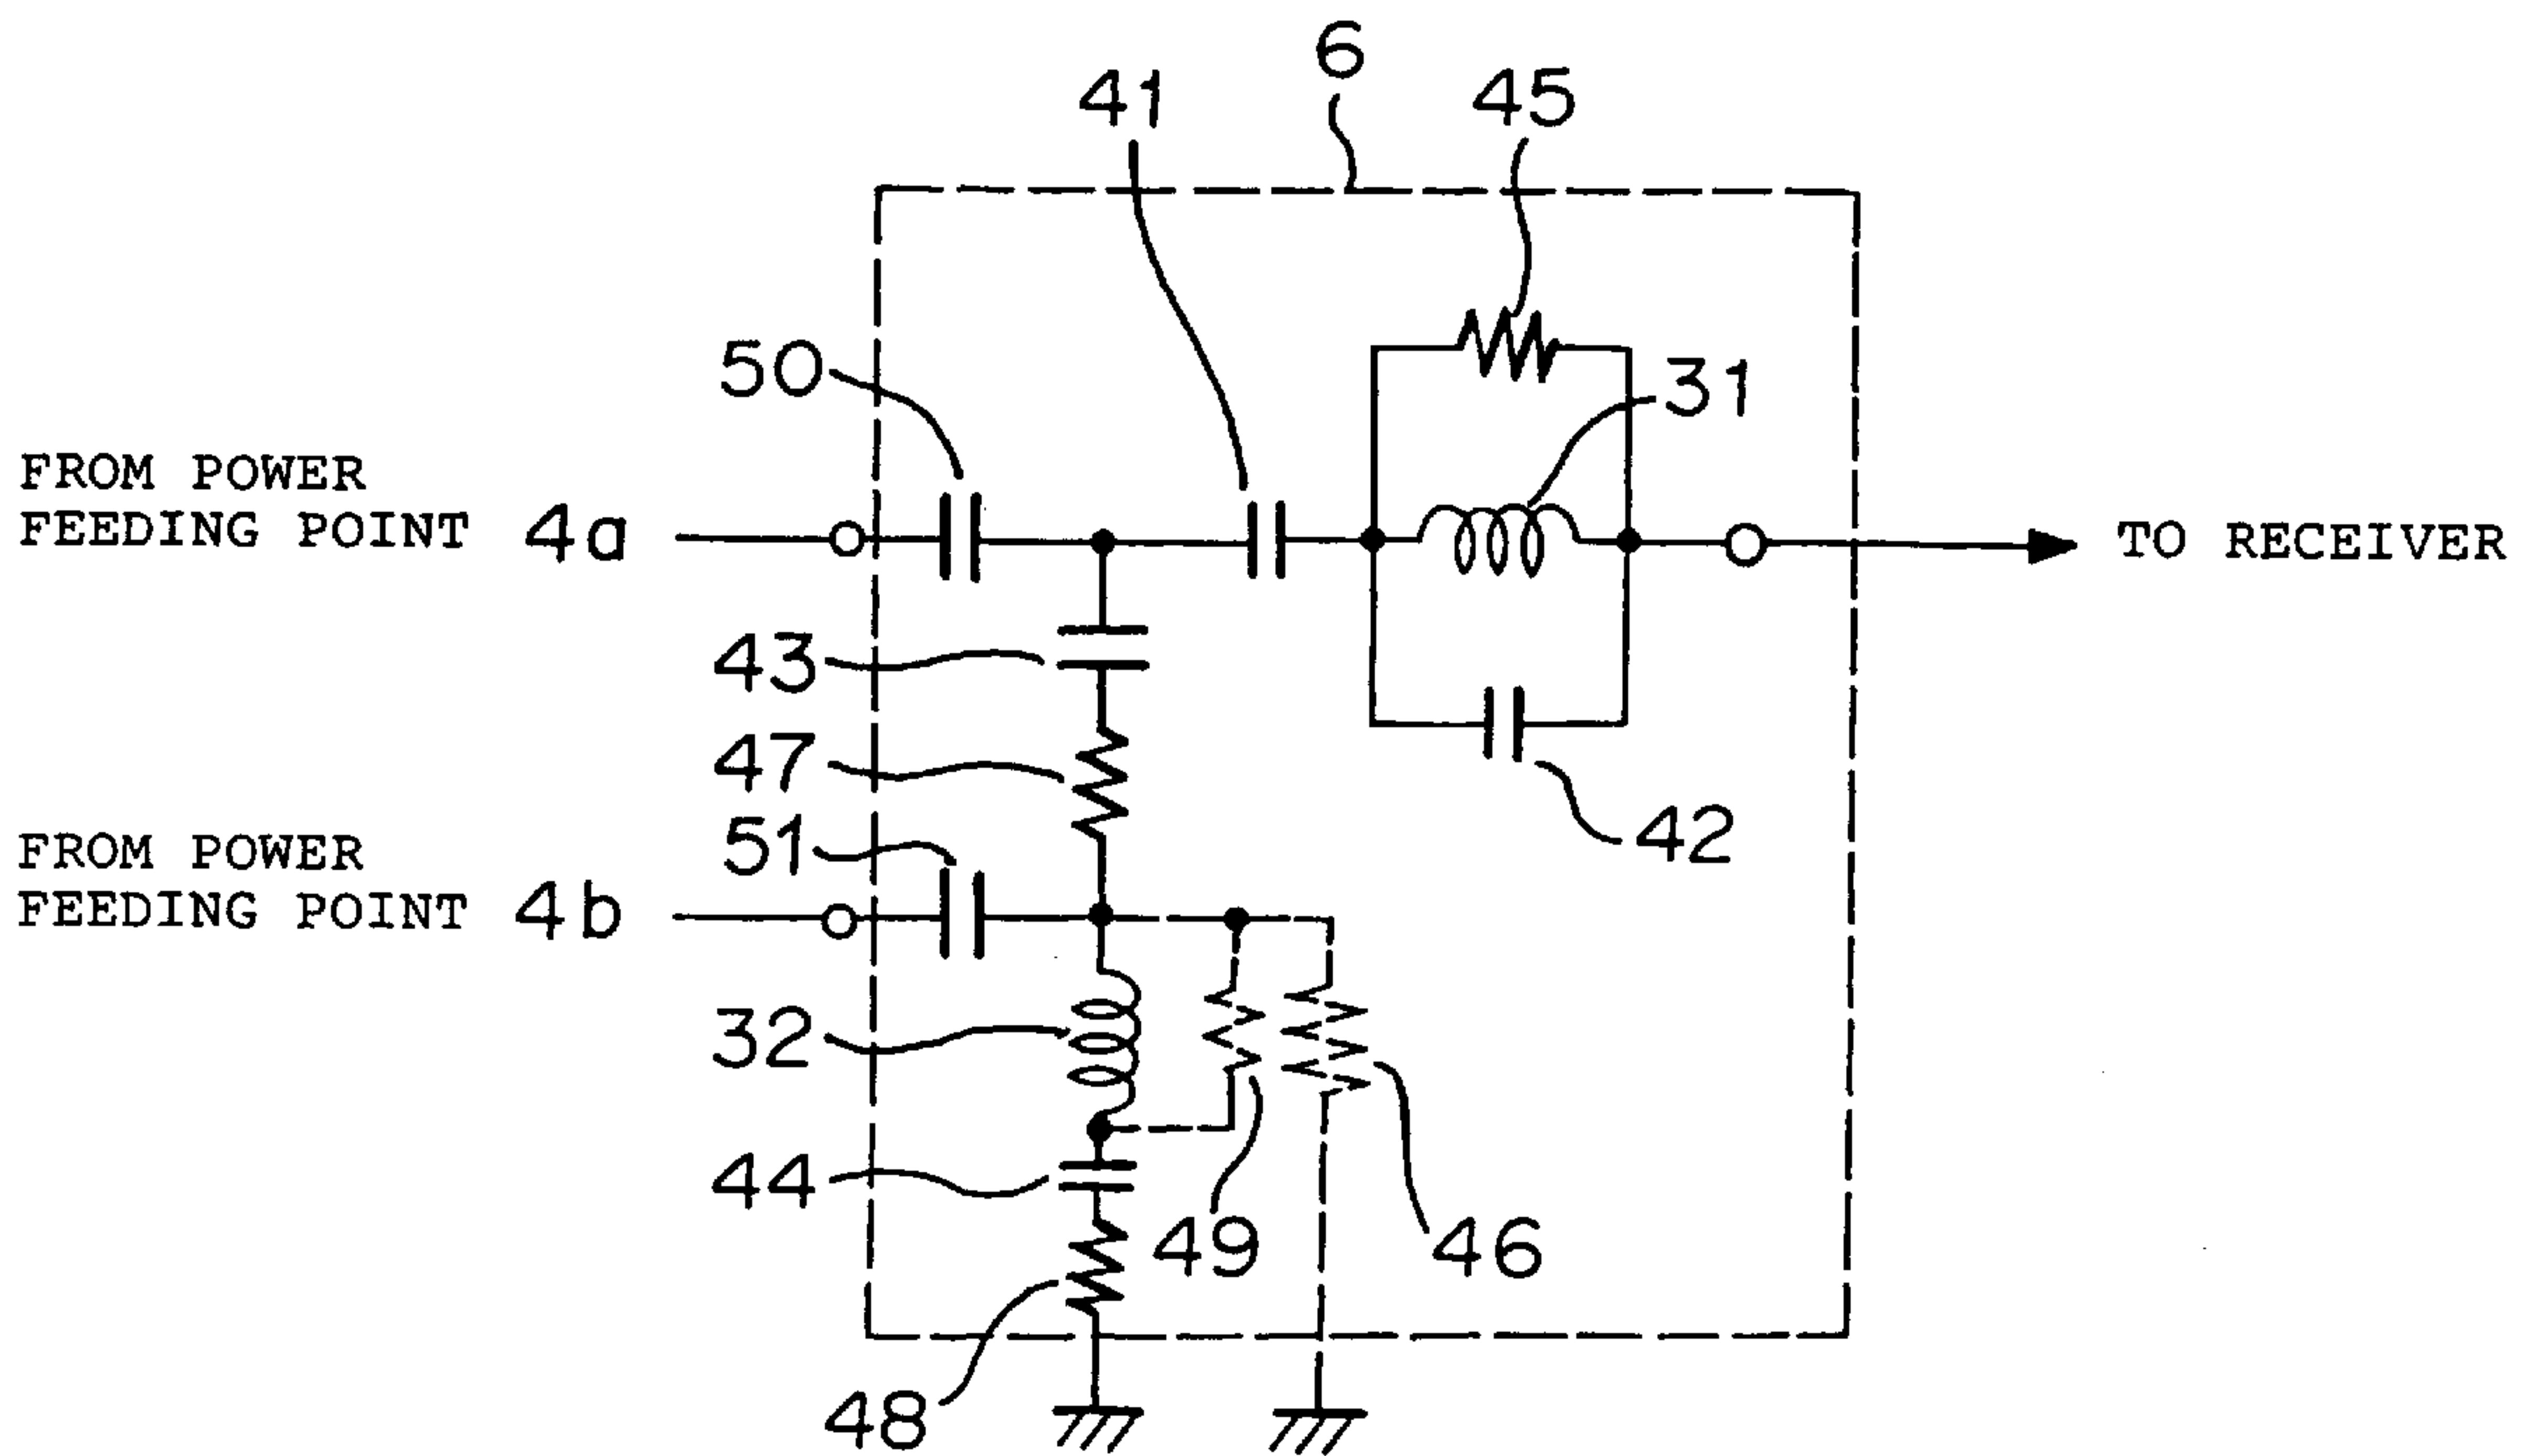 6
41
45
50
31
FROM POWER
FEEDING POINT 4a
TO RECEIVER
43
47
42
51
FROM POWER
FEEDING POINT 4b
32
44
49
46
48